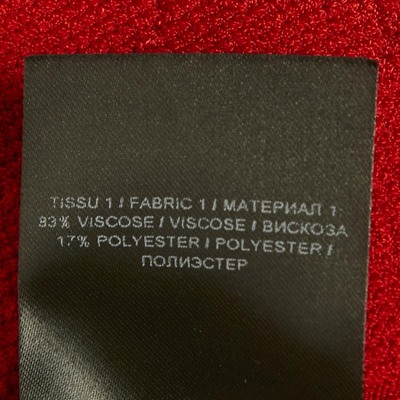 TISSU 1 / FABRIC 1 / МАТЕРИАЛ 1
83% VISCOSE / VISCOSE / ВИСКОЗА
17% POLYESTER / POLYESTER /
ПОЛИЭСТЕР